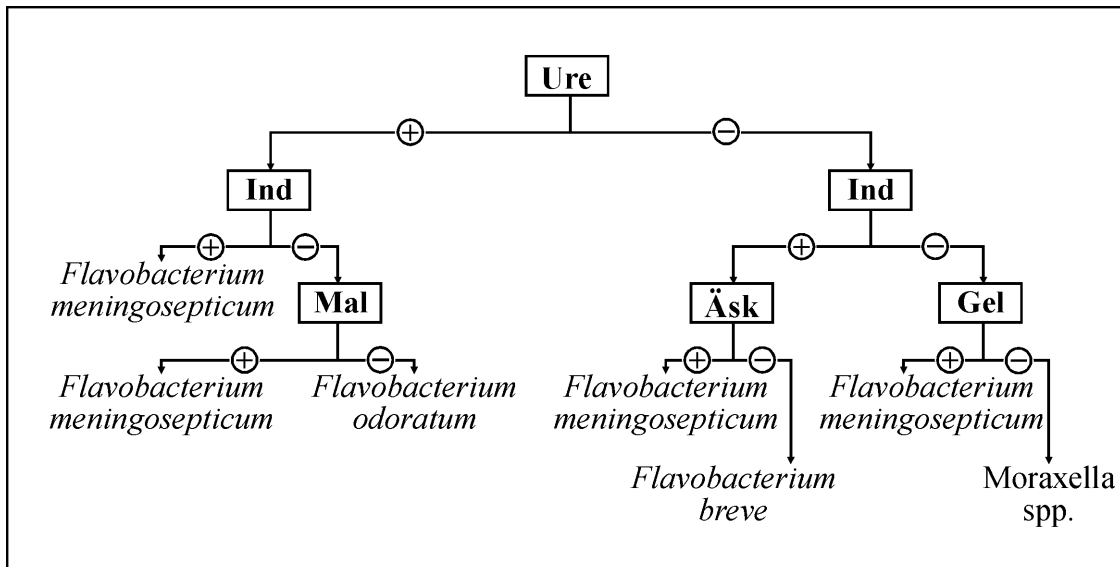 Ure
+
−
Ind
Ind
+
−
+
−
Flavobacterium
meningosepticum
Mal
Äsk
Gel
+
−
+
−
+
−
Flavobacterium
meningosepticum
Flavobacterium
odoratum
Flavobacterium
meningosepticum
Flavobacterium
meningosepticum
Flavobacterium
breve
Moraxella
spp.